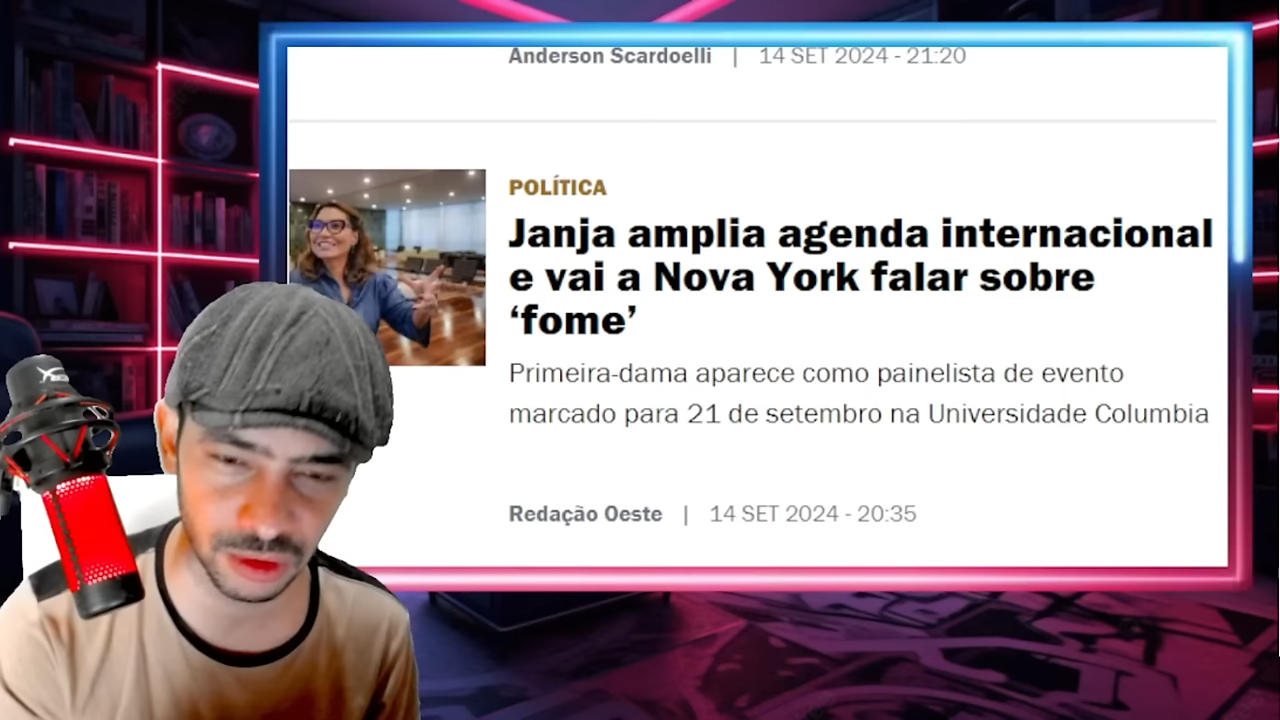 Anderson Scardoelli | 14 SET 2024 - 21:20
POLÍTICA
Janja amplia agenda internacional
e vai a Nova York falar sobre
‘fome’
Primeira-dama aparece como painelista de evento
marcado para 21 de setembro na Universidade Columbia
Redação Oeste | 14 SET 2024 - 20:35